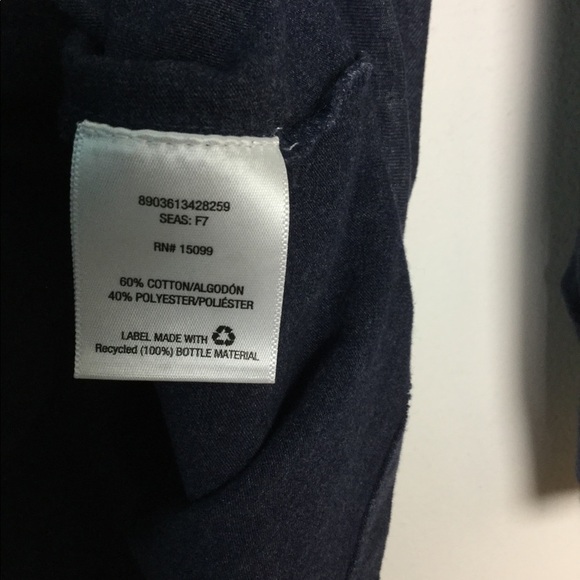 8903613428259
SEAS: F7
RN# 15099
60% COTTON/ALGODÓN
40% POLYESTER/POLIÉSTER
LABEL MADE WITH
Recycled (100%) BOTTLE MATERIAL